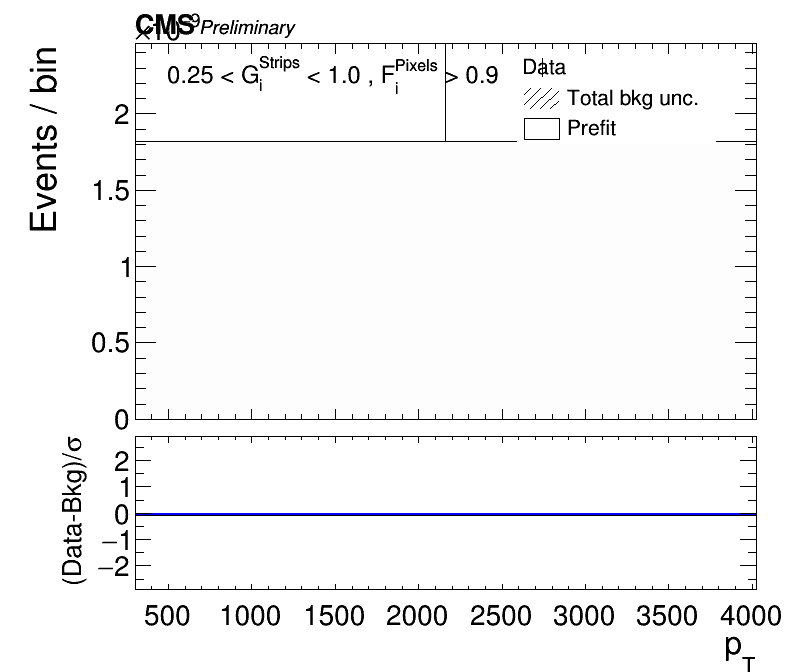 CMS Preliminary
×10⁹
Events / bin
0.25 < G_i^Strips < 1.0 , F_i^Pixels > 0.9
Data
Total bkg unc.
Prefit
2
1.5
1
0.5
0
(Data-Bkg)/σ
2
1
0
−1
−2
500 1000 1500 2000 2500 3000 3500 4000
p_T